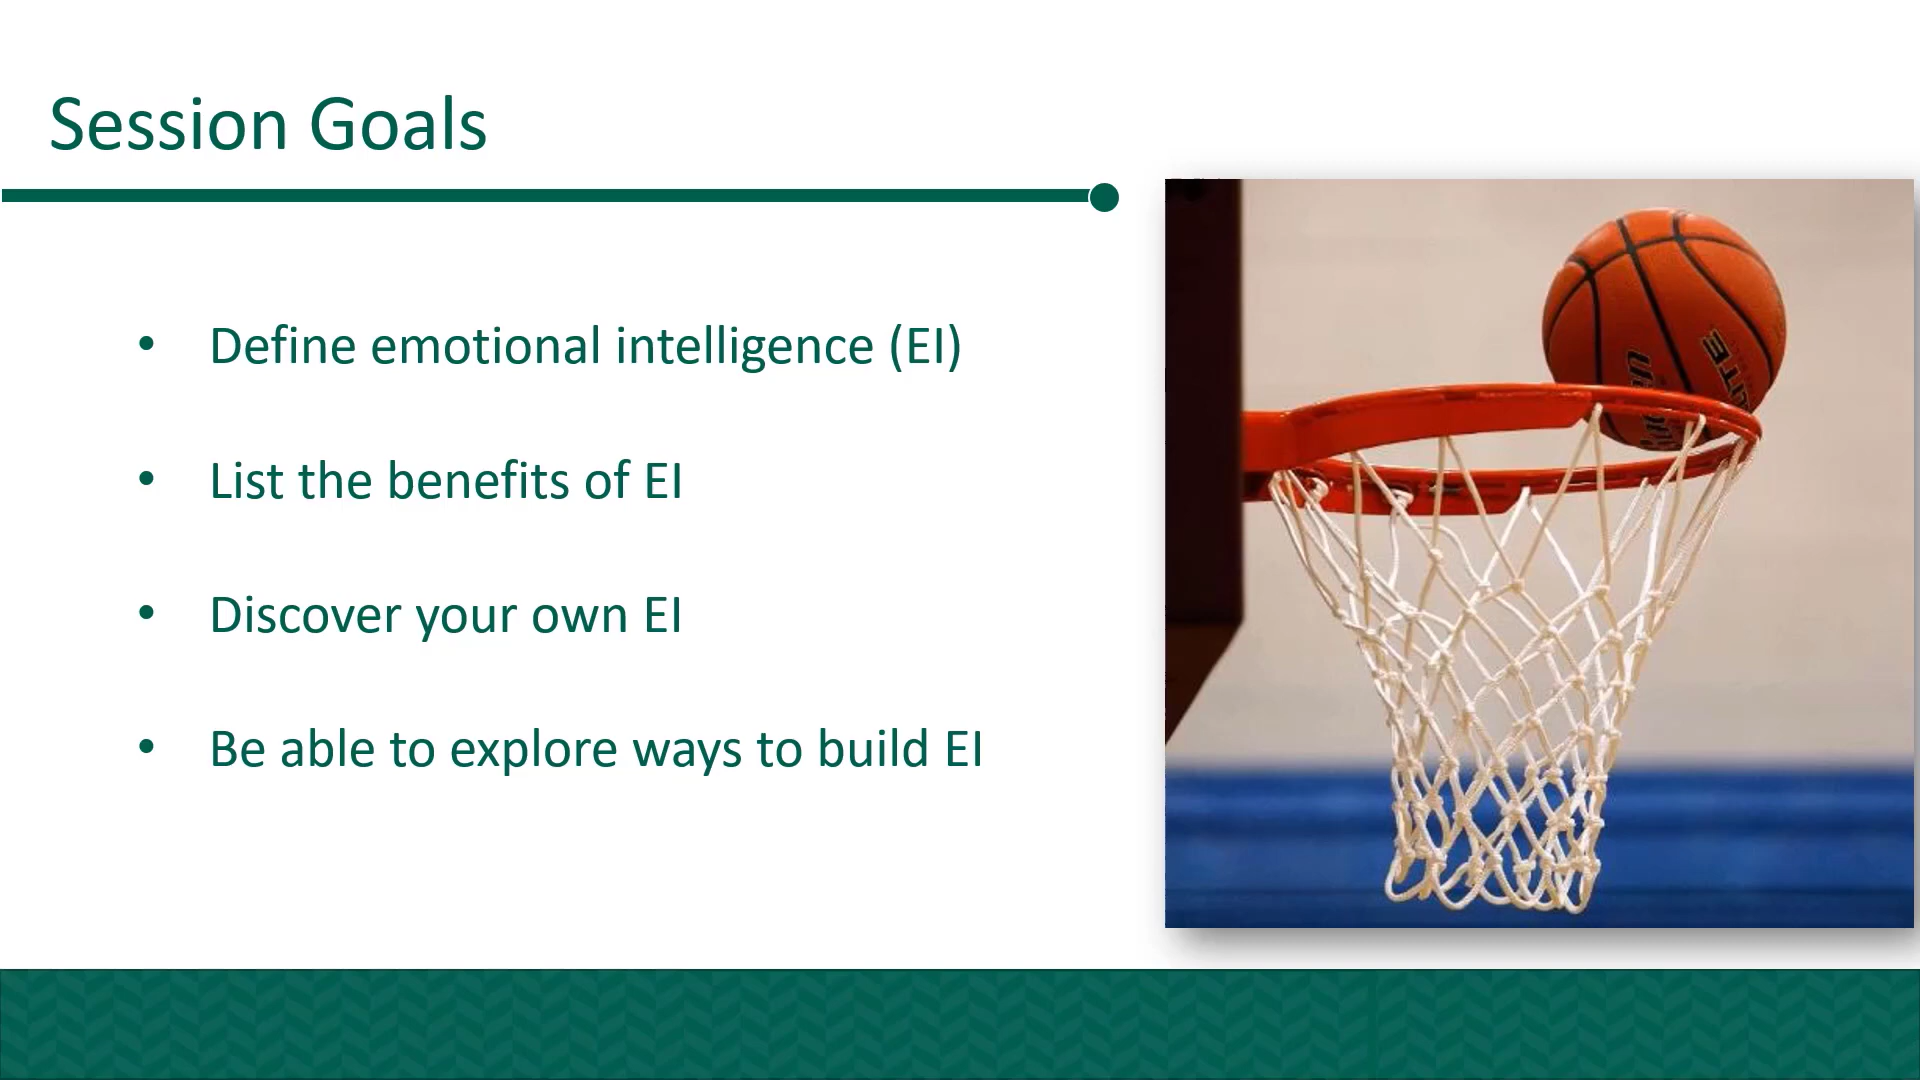 Session Goals
• Define emotional intelligence (EI)
• List the benefits of EI
• Discover your own EI
• Be able to explore ways to build EI